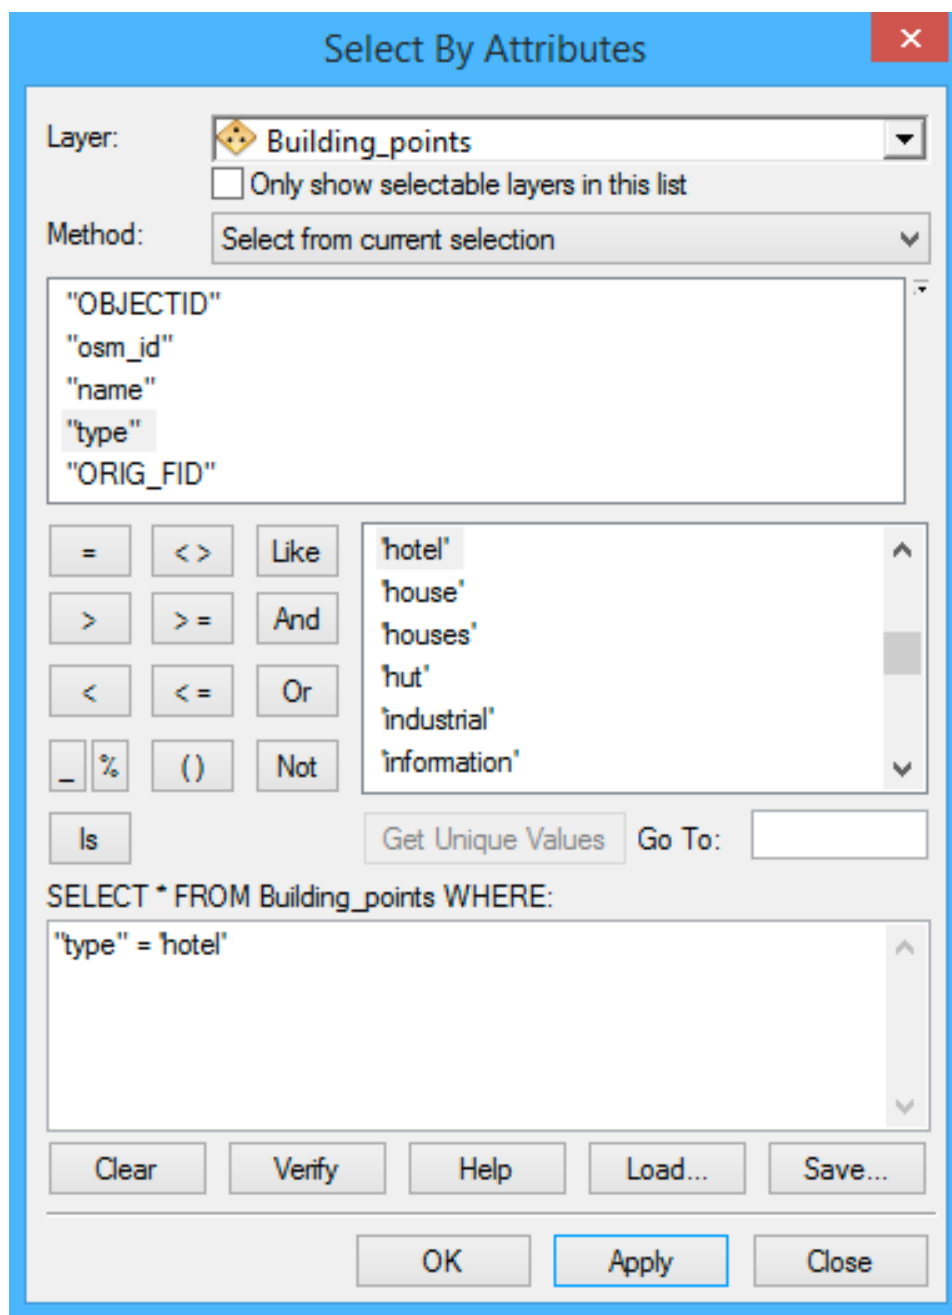 Select By Attributes
Layer: Building_points
Only show selectable layers in this list
Method: Select from current selection
"OBJECTID"
"osm_id"
"name"
"type"
"ORIG_FID"
= < > Like
> > = And
< < = Or
_ % ( ) Not
Is
'hotel'
'house'
'houses'
'hut'
'industrial'
'information'
Get Unique Values Go To:
SELECT * FROM Building_points WHERE:
"type" = 'hotel'
Clear Verify Help Load... Save...
OK Apply Close